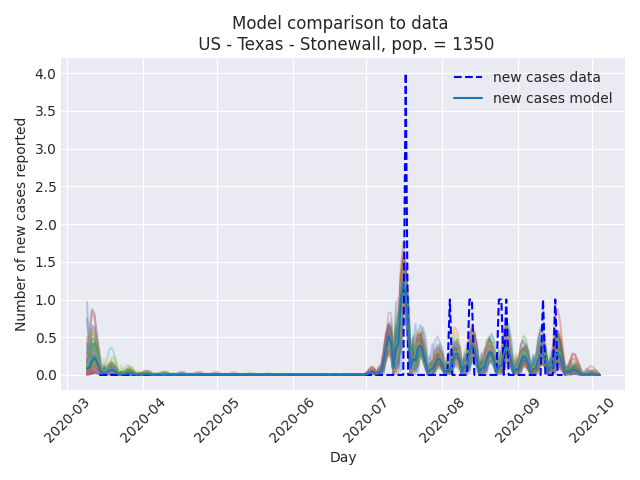 Model comparison to data
US - Texas - Stonewall, pop. = 1350
new cases data
new cases model
Number of new cases reported
4.0
3.5
3.0
2.5
2.0
1.5
1.0
0.5
0.0
2020-03
2020-04
2020-05
2020-06
2020-07
2020-08
2020-09
2020-10
Day